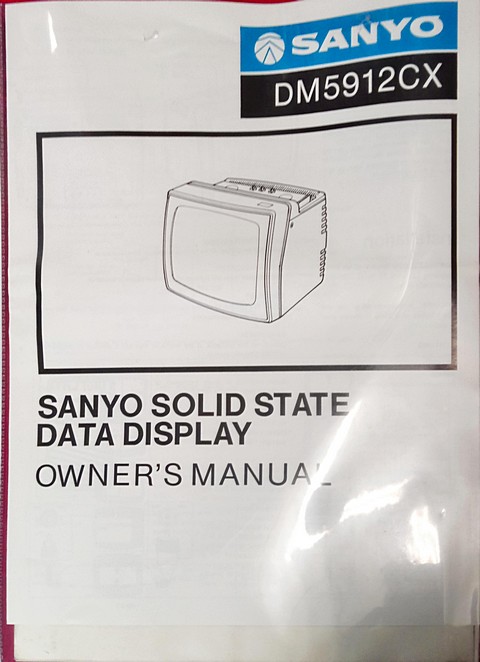 SANYO
DM5912CX
SANYO SOLID STATE
DATA DISPLAY
OWNER'S MANUAL